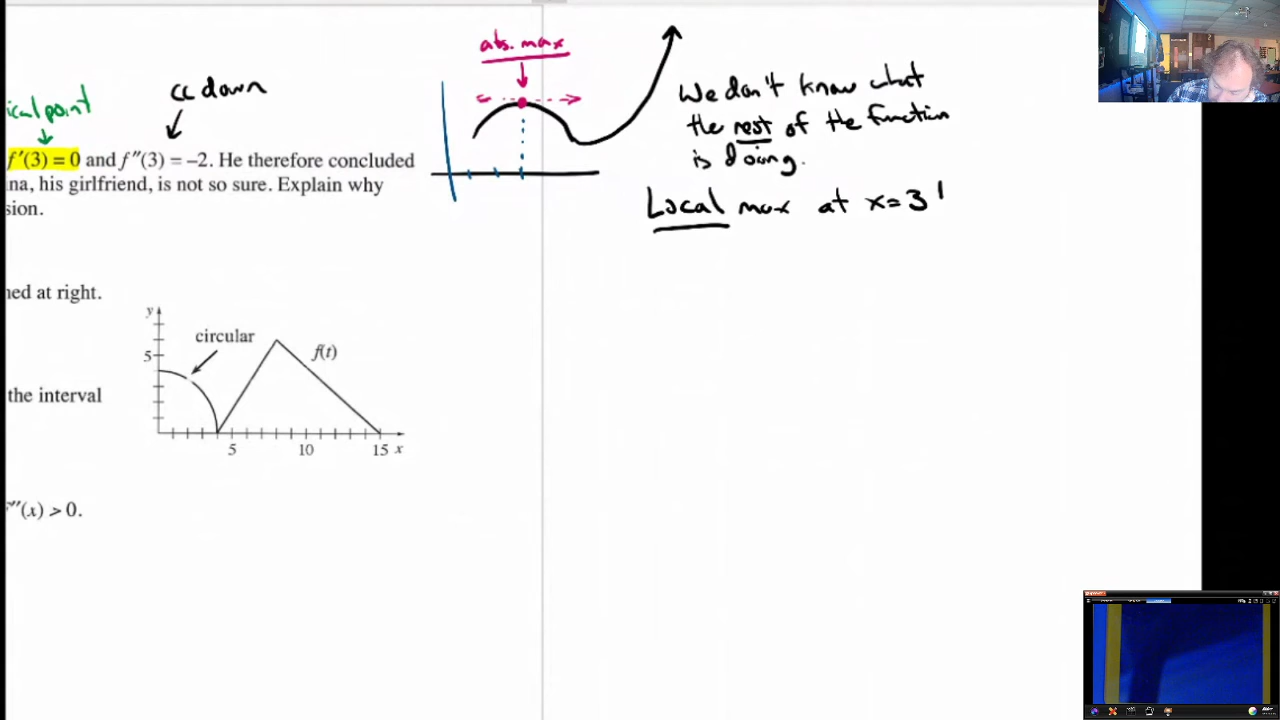 abs. max
cc down
ical point
We don't know what
the rest of the function
is doing.
f'(3) = 0 and f''(3) = –2. He therefore concluded
na, his girlfriend, is not so sure. Explain why
sion.
Local max at x=3!
ned at right.
y
circular
f(t)
5
the interval
5 10 15 x
f''(x) > 0.